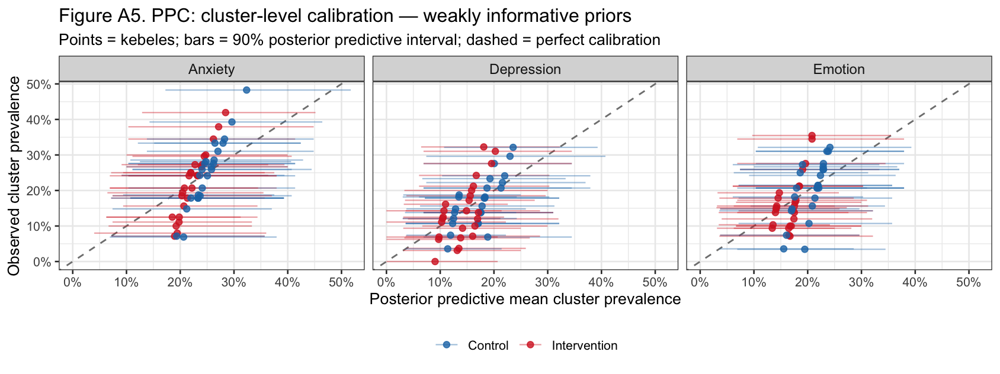 Figure A5. PPC: cluster-level calibration — weakly informative priors
Points = kebeles; bars = 90% posterior predictive interval; dashed = perfect calibration
Anxiety Depression Emotion
Observed cluster prevalence
50%
40%
30%
20%
10%
0%
0% 10% 20% 30% 40% 50% 0% 10% 20% 30% 40% 50% 0% 10% 20% 30% 40% 50%
Posterior predictive mean cluster prevalence
Control Intervention